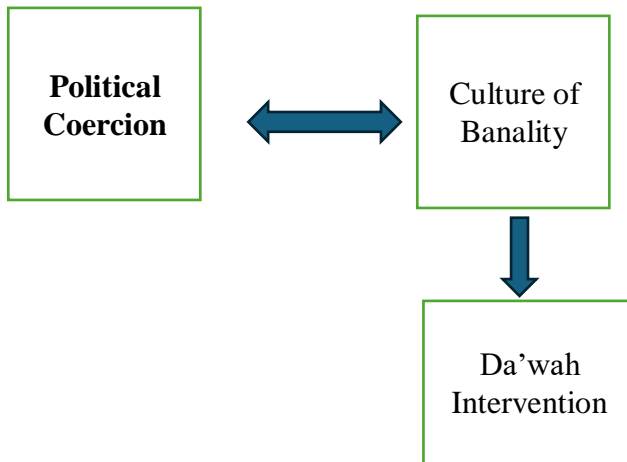 Political
Coercion
Culture of
Banality
Da’wah
Intervention